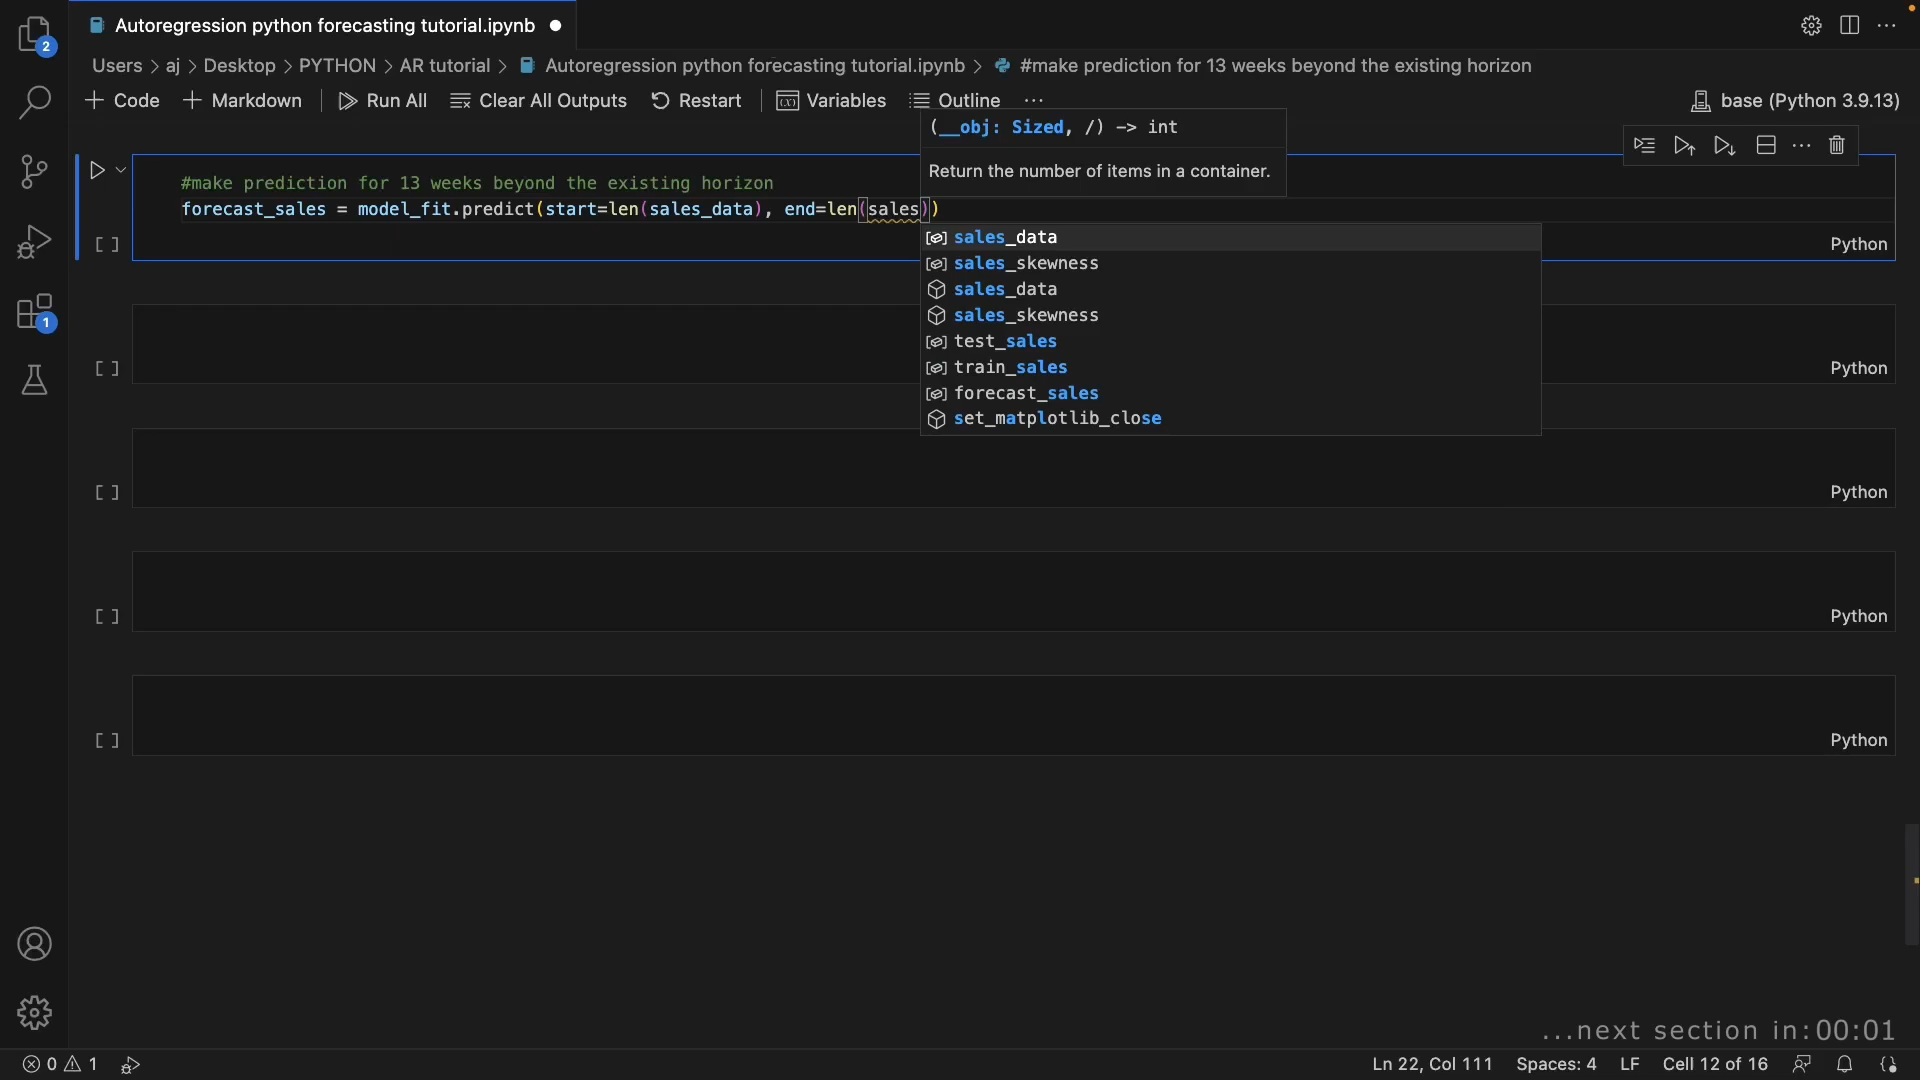 Autoregression python forecasting tutorial.ipynb
2
Users > aj > Desktop > PYTHON > AR tutorial > Autoregression python forecasting tutorial.ipynb > #make prediction for 13 weeks beyond the existing horizon
+ Code + Markdown Run All Clear All Outputs Restart Variables Outline ... base (Python 3.9.13)
(__obj: Sized, /) -> int
Return the number of items in a container.
#make prediction for 13 weeks beyond the existing horizon
forecast_sales = model_fit.predict(start=len(sales_data), end=len(sales))
[ ] Python
sales_data
sales_skewness
sales_data
sales_skewness
test_sales
train_sales
forecast_sales
set_matplotlib_close
1
[ ] Python
[ ] Python
[ ] Python
[ ] Python
...next section in:00:01
0 1 Ln 22, Col 111 Spaces: 4 LF Cell 12 of 16